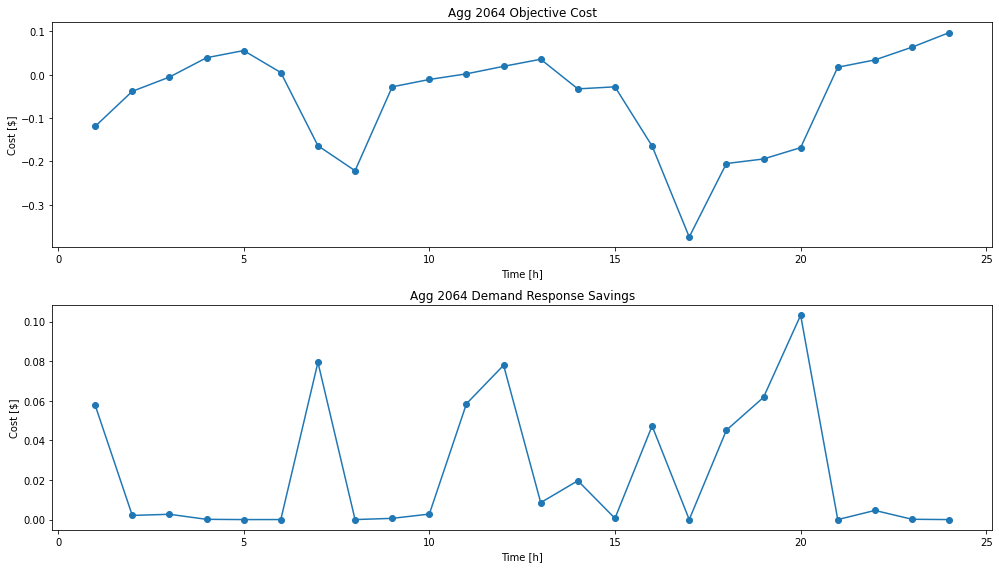 Agg 2064 Objective Cost
Cost [$]
0.1
0.0
−0.1
−0.2
−0.3
0 5 10 15 20 25
Time [h]
Agg 2064 Demand Response Savings
Cost [$]
0.10
0.08
0.06
0.04
0.02
0.00
0 5 10 15 20 25
Time [h]